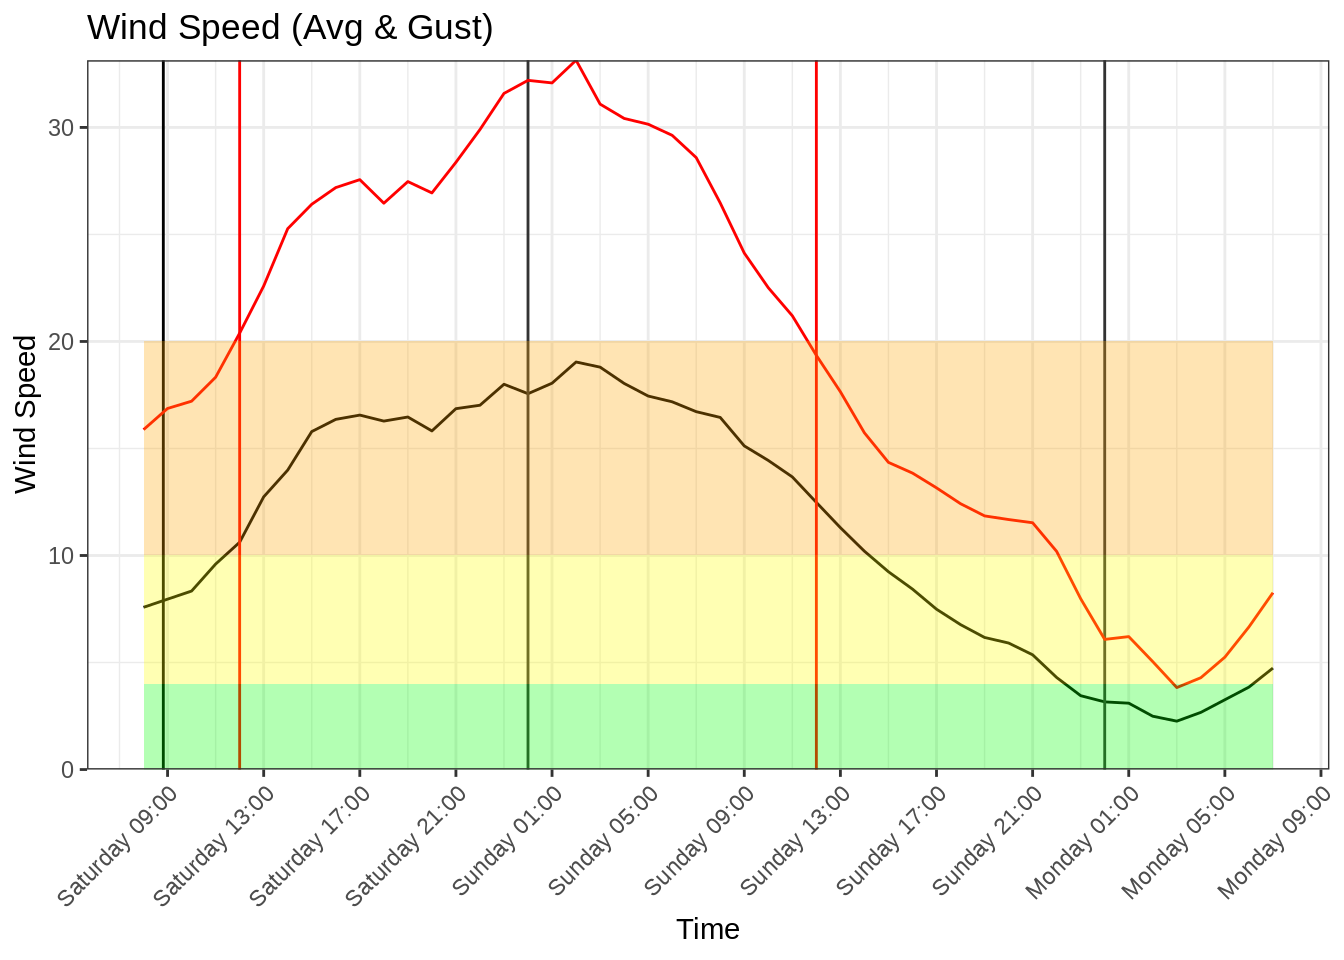 Wind Speed (Avg & Gust)
Wind Speed
30
20
10
0
Saturday 09:00
Saturday 13:00
Saturday 17:00
Saturday 21:00
Sunday 01:00
Sunday 05:00
Sunday 09:00
Sunday 13:00
Sunday 17:00
Sunday 21:00
Monday 01:00
Monday 05:00
Monday 09:00
Time